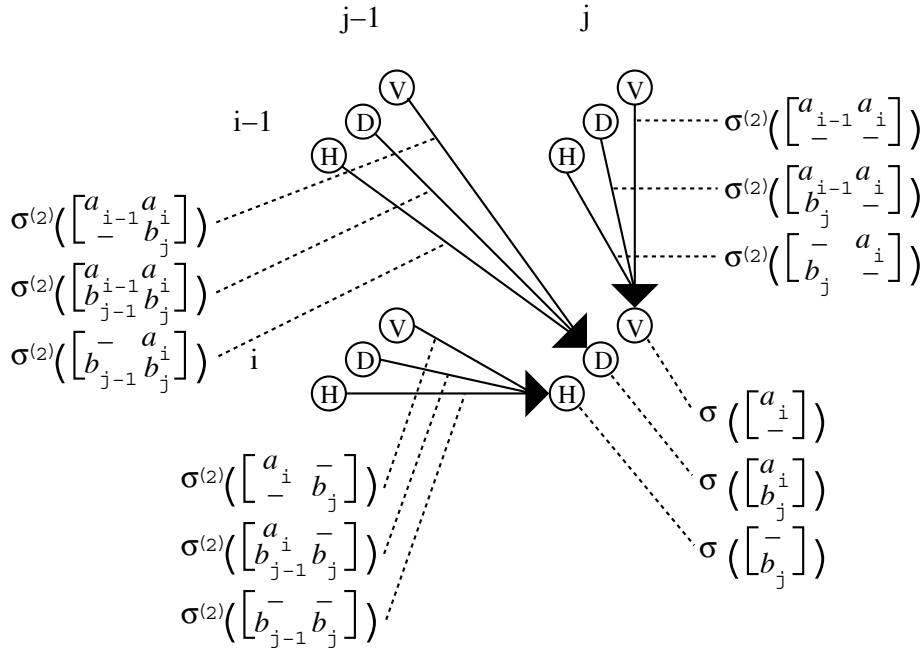 j–1 j
V V
i–1 D D
H H
σ(2)([a i-1 a i / – –])
σ(2)([a i-1 a i / b j –])
σ(2)([– a i / b j –])
σ(2)([a i-1 a i / – b j])
σ(2)([a i-1 a i / b j-1 b j])
σ(2)([– a i / b j-1 b j])
i
V V
D D
H H
σ([a i / –])
σ([a i / b j])
σ([– / b j])
σ(2)([a i – / – b j])
σ(2)([a i – / b j-1 b j])
σ(2)([– – / b j-1 b j])